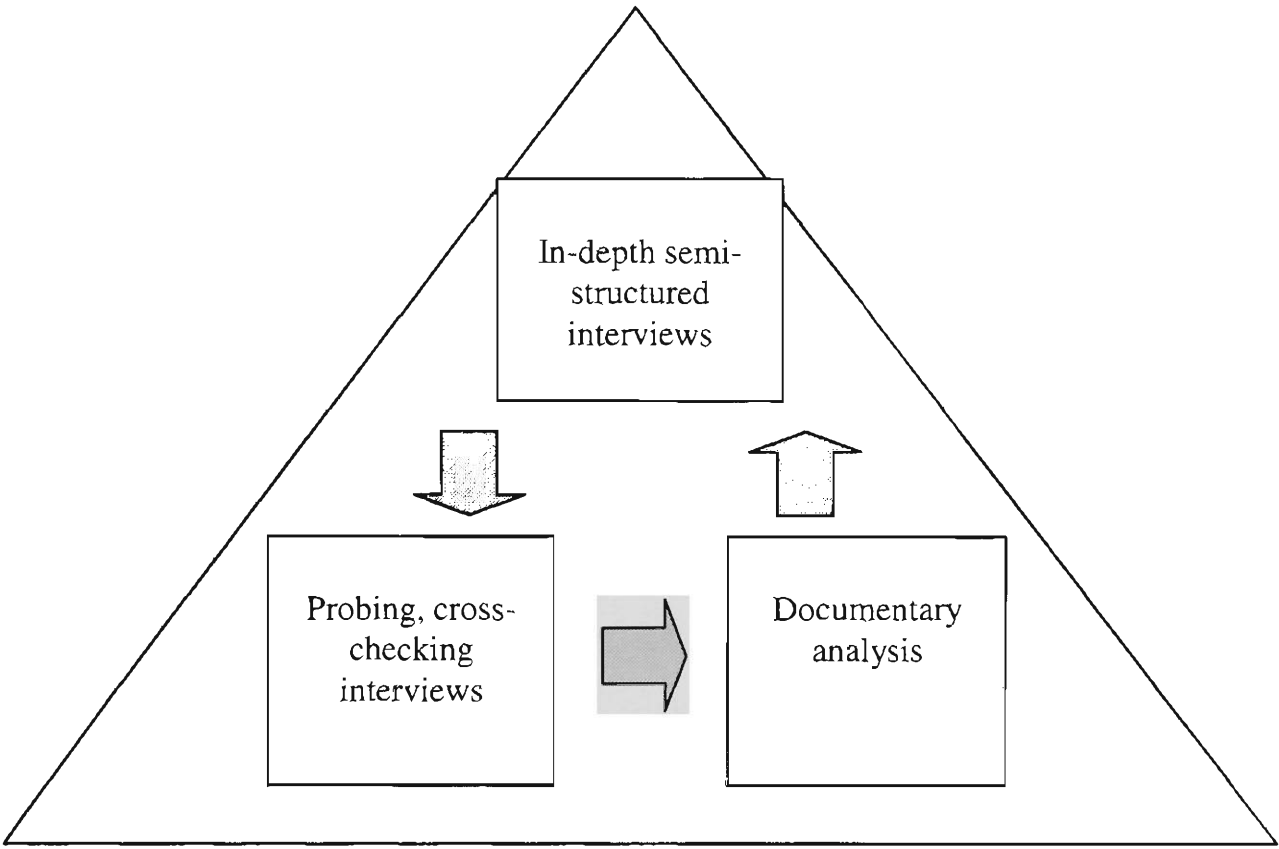 In-depth semi-
structured
interviews
Probing, cross-
checking
interviews
Documentary
analysis